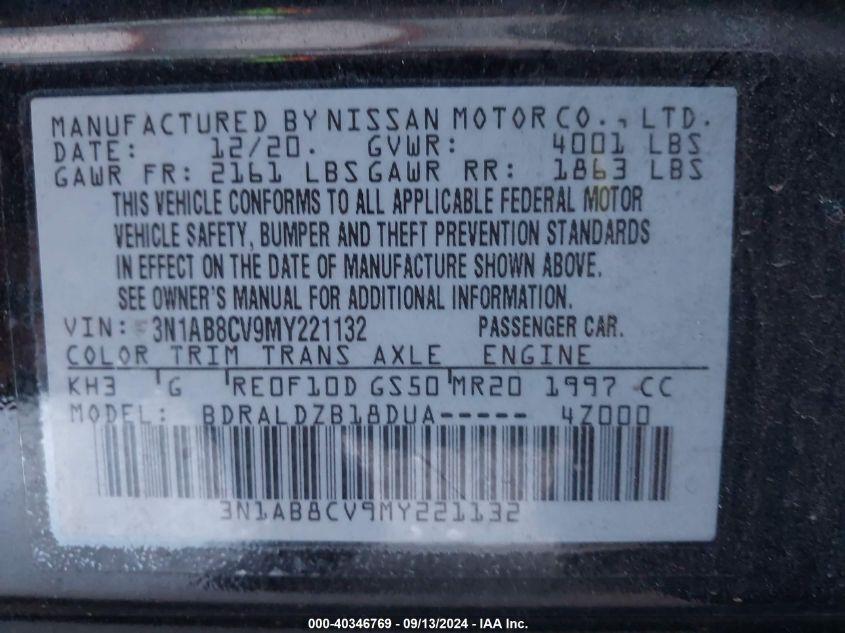 MANUFACTURED BY NISSAN MOTOR CO., LTD.
DATE: 12/20. GVWR: 4001 LBS
GAWR FR: 2161 LBS GAWR RR: 1863 LBS
THIS VEHICLE CONFORMS TO ALL APPLICABLE FEDERAL MOTOR
VEHICLE SAFETY, BUMPER AND THEFT PREVENTION STANDARDS
IN EFFECT ON THE DATE OF MANUFACTURE SHOWN ABOVE.
SEE OWNER'S MANUAL FOR ADDITIONAL INFORMATION.
VIN: 3N1AB8CV9MY221132 PASSENGER CAR.
COLOR TRIM TRANS AXLE ENGINE
KH3 G RE0F10D GS50 MR20 1997 CC
MODEL: BDRALDZB18DUA----- 4Z000
3N1AB8CV9MY221132
000-40346769 - 09/13/2024 - IAA Inc.